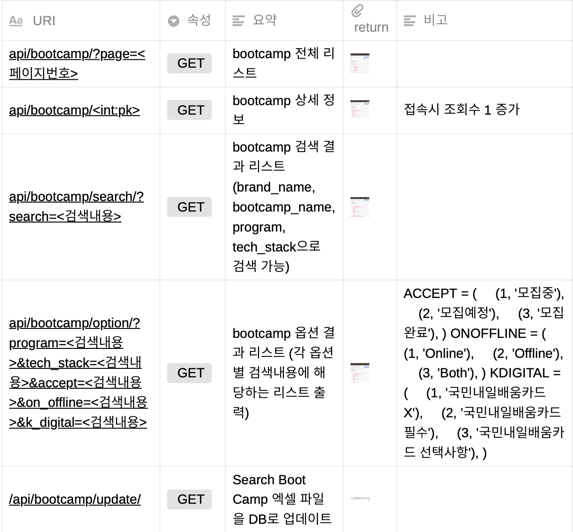 Aa URI
속성
요약
return
비고
api/bootcamp/?page=<
페이지번호>
GET
bootcamp 전체 리
스트
api/bootcamp/<int:pk>
GET
bootcamp 상세 정
보
접속시 조회수 1 증가
api/bootcamp/search/?
search=<검색내용>
GET
bootcamp 검색 결
과 리스트
(brand_name,
bootcamp_name,
program,
tech_stack으로
검색 가능)
api/bootcamp/option/?
program=<검색내용
>&tech_stack=<검색내
용>&accept=<검색내용
>&on_offline=<검색내용
>&k_digital=<검색내용>
GET
bootcamp 옵션 결
과 리스트 (각 옵션
별 검색내용에 해
당하는 리스트 출
력)
ACCEPT = ( (1, '모집중'),
(2, '모집예정'), (3, '모집
완료'), ) ONOFFLINE = (
(1, 'Online'), (2, 'Offline'),
(3, 'Both'), ) KDIGITAL =
( (1, '국민내일배움카드
X'), (2, '국민내일배움카드
필수'), (3, '국민내일배움카
드 선택사항'), )
/api/bootcamp/update/
GET
Search Boot
Camp 엑셀 파일
을 DB로 업데이트